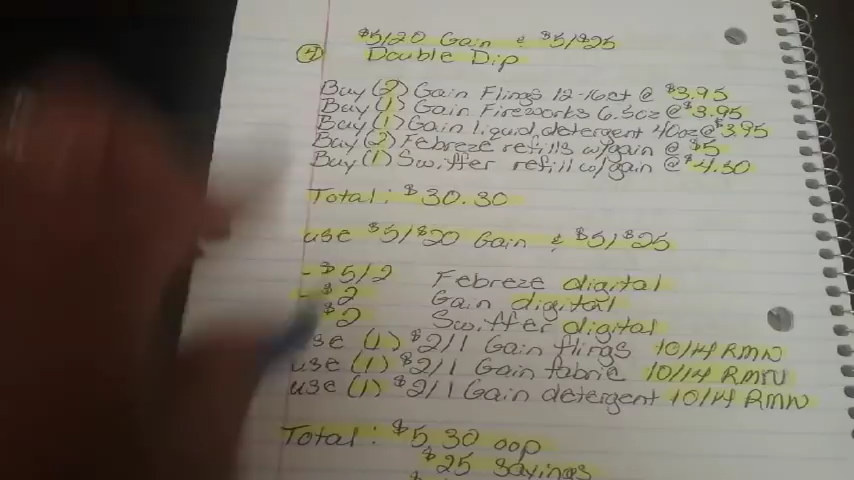 $5/20 Gain & $5/$25
④ Double Dip
Buy (2) Gain Flings 12-16ct @ $3.95
Buy (1) Gain Fireworks 6.5oz @ $3.95
Buy (1) Gain liquid detergent 40oz @ $3.95
Buy (2) Febreze refills w/gain @ $5
Buy (1) Swiffer refill w/gain @ $4.50
Total: $30.30
use $5/$20 Gain & $5/$25
- $5/2 Febreze digital
- $2 Gain digital
$2 Swiffer digital
se (1) $2/1 Gain flings 10/14 RMN
use (1) $2/1 Gain fabric 10/14 RMN
use (1) $2/1 Gain detergent 10/14 RMN
Total: $5.30 oop
$25 savings